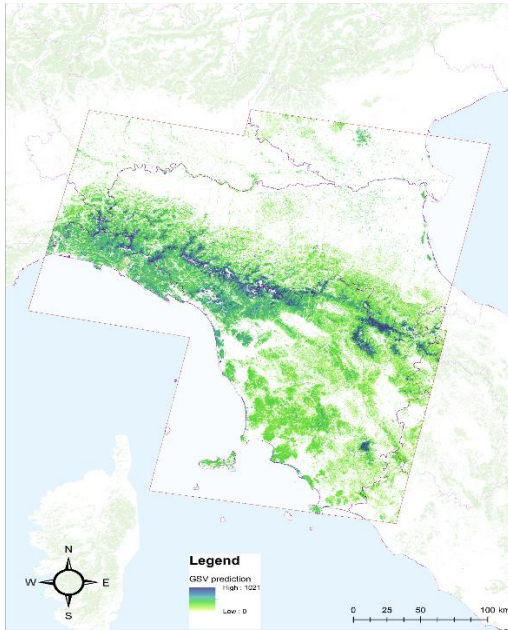 N
W E
S
Legend
GSV prediction
High : 1021
Low : 0
0 25 50 100 km